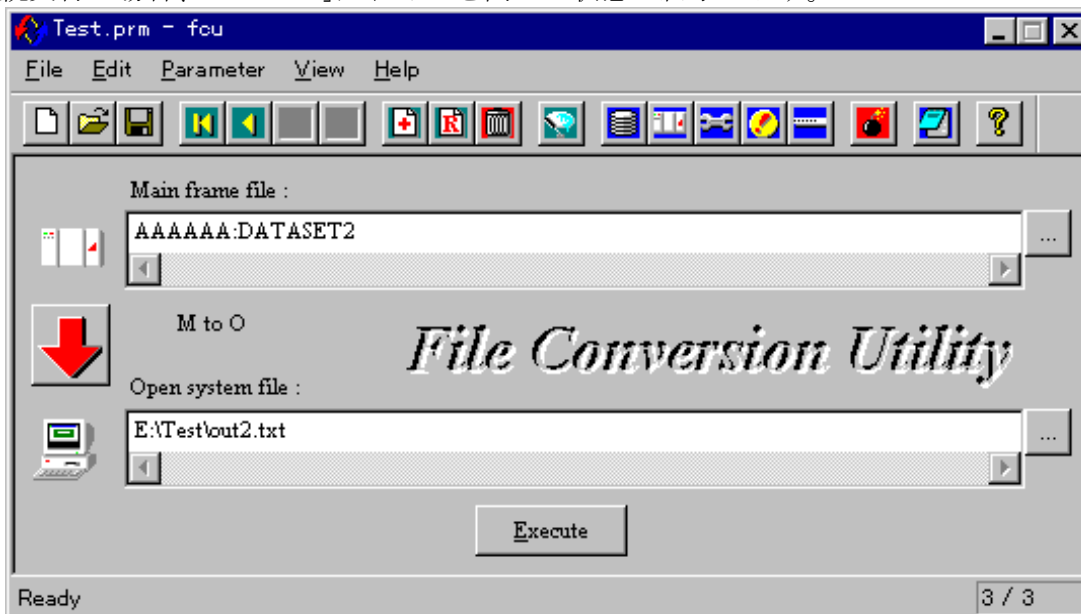 Test.prm - fcu
File Edit Parameter View Help
R
Main frame file :
AAAAAA:DATASET2
...
M to O
File Conversion Utility
Open system file :
E:\Test\out2.txt
...
Execute
Ready
3 / 3